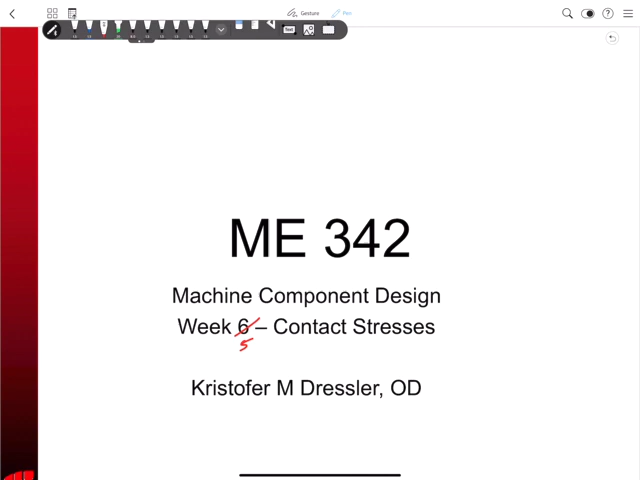 Gesture Pen
Text
ME 342
Machine Component Design
Week 6 – Contact Stresses
5
Kristofer M Dressler, OD